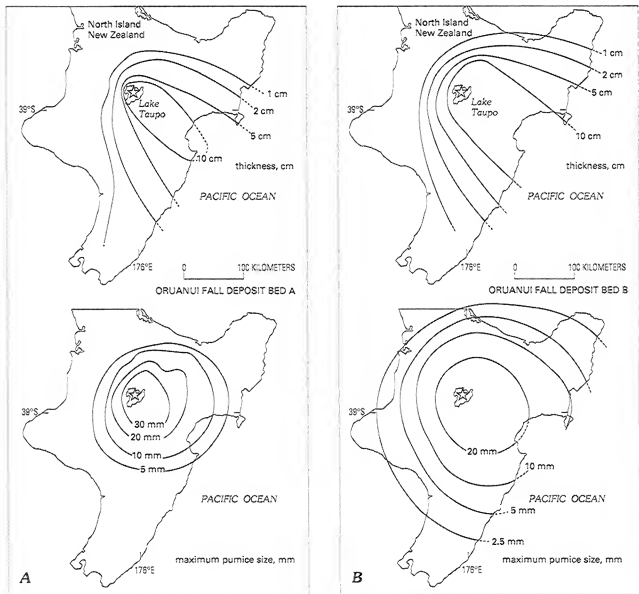 North Island
New Zealand
1 cm
2 cm
5 cm
10 cm
39°S
Lake
Taupo
thickness, cm
PACIFIC OCEAN
176°E
0 100 KILOMETERS
ORUANUI FALL DEPOSIT BED A
39°S
30 mm
20 mm
10 mm
5 mm
PACIFIC OCEAN
maximum pumice size, mm
176°E
A
North Island
New Zealand
1 cm
2 cm
5 cm
10 cm
39°S
Lake
Taupo
thickness, cm
PACIFIC OCEAN
176°E
0 100 KILOMETERS
ORUANUI FALL DEPOSIT BED B
39°S
20 mm
10 mm
5 mm
2.5 mm
PACIFIC OCEAN
maximum pumice size, mm
176°E
B